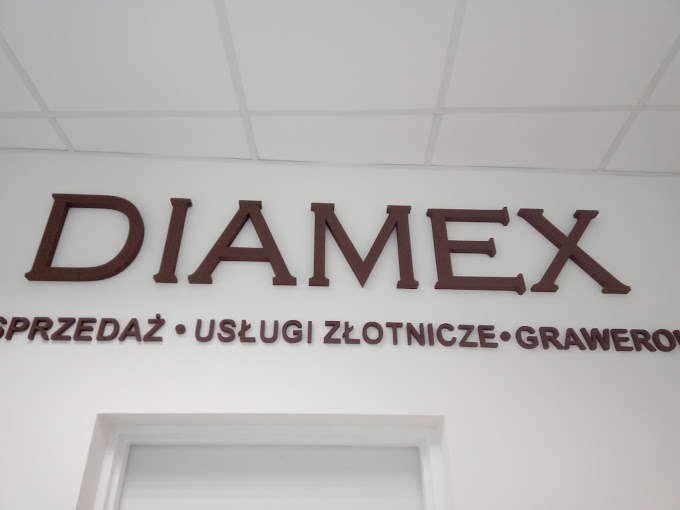 DIAMEX
SPRZEDAŻ • USŁUGI ZŁOTNICZE •